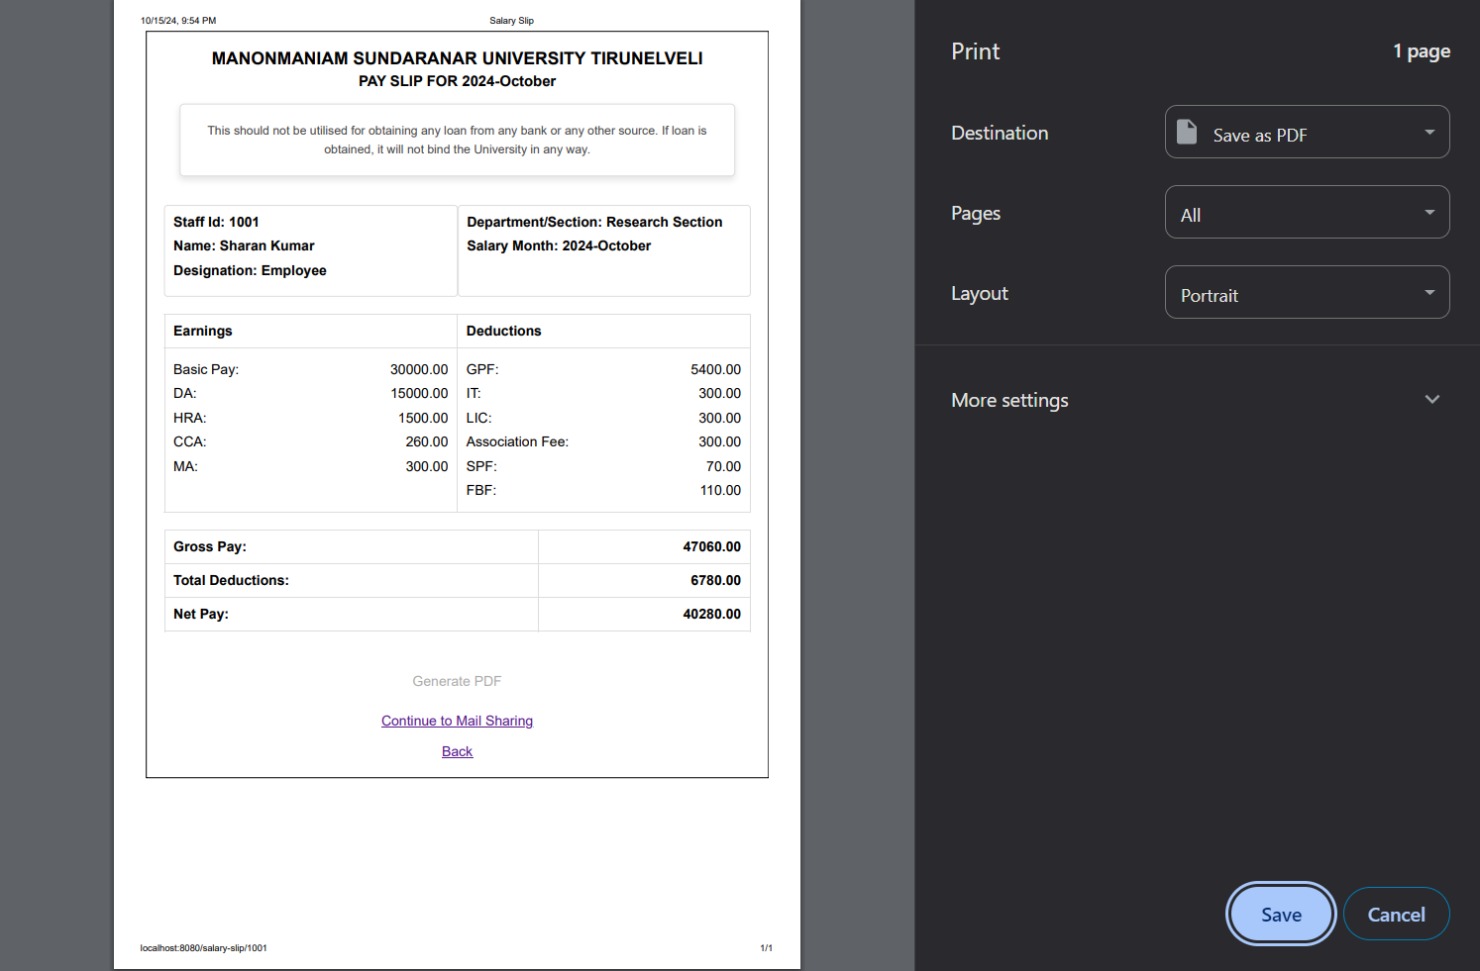 10/15/24, 9:54 PM Salary Slip
MANONMANIAM SUNDARANAR UNIVERSITY TIRUNELVELI
PAY SLIP FOR 2024-October
This should not be utilised for obtaining any loan from any bank or any other source. If loan is
obtained, it will not bind the University in any way.
Staff Id: 1001
Name: Sharan Kumar
Designation: Employee
Department/Section: Research Section
Salary Month: 2024-October
Earnings Deductions
Basic Pay: 30000.00 GPF: 5400.00
DA: 15000.00 IT: 300.00
HRA: 1500.00 LIC: 300.00
CCA: 260.00 Association Fee: 300.00
MA: 300.00 SPF: 70.00
FBF: 110.00
Gross Pay: 47060.00
Total Deductions: 6780.00
Net Pay: 40280.00
Generate PDF
Continue to Mail Sharing
Back
localhost:8080/salary-slip/1001 1/1
Print 1 page
Destination Save as PDF
Pages All
Layout Portrait
More settings
Save Cancel